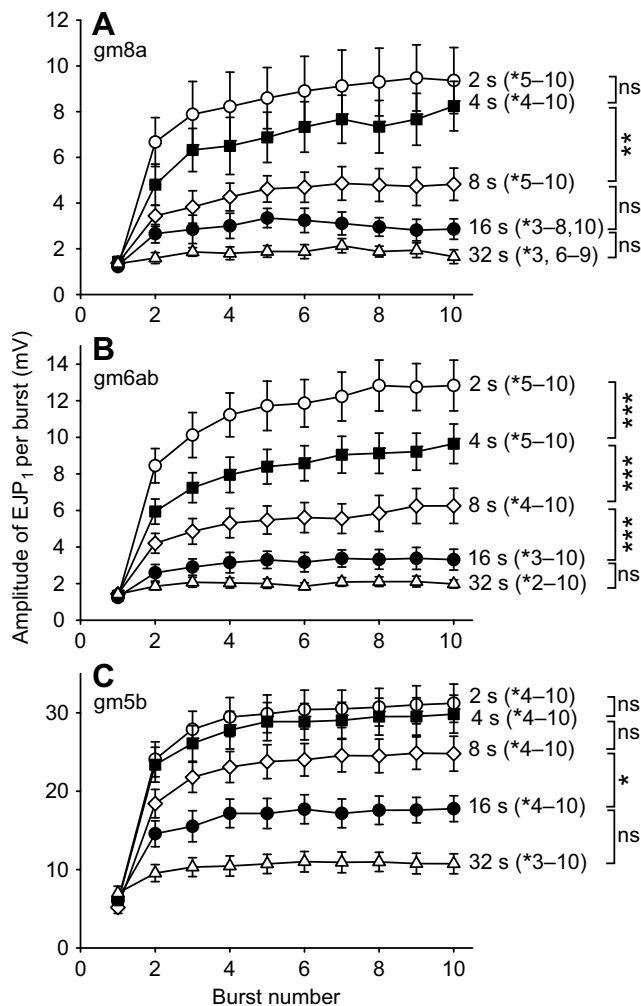 A
gm8a
12
10
8
6
4
2
0
0 2 4 6 8 10
2 s (*5–10)
4 s (*4–10)
8 s (*5–10)
16 s (*3–8,10)
32 s (*3, 6–9)
ns
**
ns
ns
Amplitude of EJP1 per burst (mV)
B
gm6ab
14
12
10
8
6
4
2
0
0 2 4 6 8 10
2 s (*5–10)
4 s (*5–10)
8 s (*4–10)
16 s (*3–10)
32 s (*2–10)
***
***
***
ns
C
gm5b
30
20
10
0
0 2 4 6 8 10
2 s (*4–10)
4 s (*4–10)
8 s (*4–10)
16 s (*4–10)
32 s (*3–10)
ns
ns
*
ns
Burst number